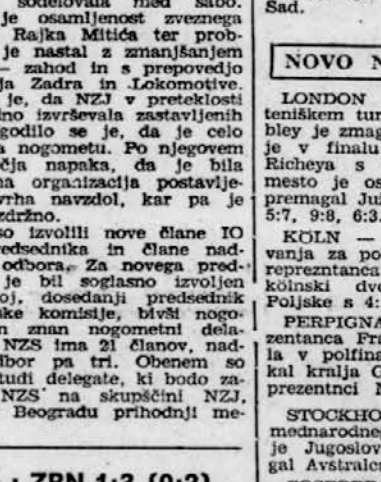 sodelovala med sabo.
je osamljenost zveznega
Rajka Mitića ter prob-
je nastal z zmanjšanjem
— zahod in s prepovedjo
ja Zadra in Lokomotive.
je, da NZJ v preteklosti
no izvrševala zastavljenih
godilo se je, da je celo
a nogometu. Po njegovem
čja napaka, da je bila
na organizacija postavlje-
vrha navzdol, kar pa je
zdržno.
so izvolili nove člane IO
edsednika in člane nad-
odbora. Za novega pred-
je bil soglasno izvoljen
oj, dosedanji predsednik
ske komisije, bivši nogo-
n znan nogometni dela-
NZS ima 21 članov, nad-
bor pa tri. Obenem so
tudi delegate, ki bodo za-
NZS na skupščini NZJ,
Beogradu prihodnji me-
: ZRN 1:3 (0:2)
Sad.
NOVO N
LONDON
teniškem tur
bley je zmag
je v finalu
Richeya s
mesto je os
premagal Ju
5:7, 9:8, 6:3.
KÖLN —
vanja za po
reprezentanca
kölnski dv
Poljske s 4:
PERPIGNA
zentanca Fra
la v polfina
kal kralja G
prezentnci M
STOCKHO
mednarodneg
je Jugoslov
gal Avstralc